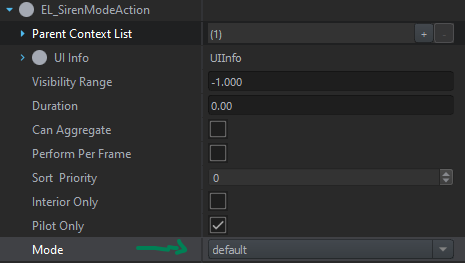 EL_SirenModeAction
Parent Context List (1) + -
UI Info UIInfo
Visibility Range -1.000
Duration 0.00
Can Aggregate
Perform Per Frame
Sort Priority 0
Interior Only
Pilot Only
Mode default